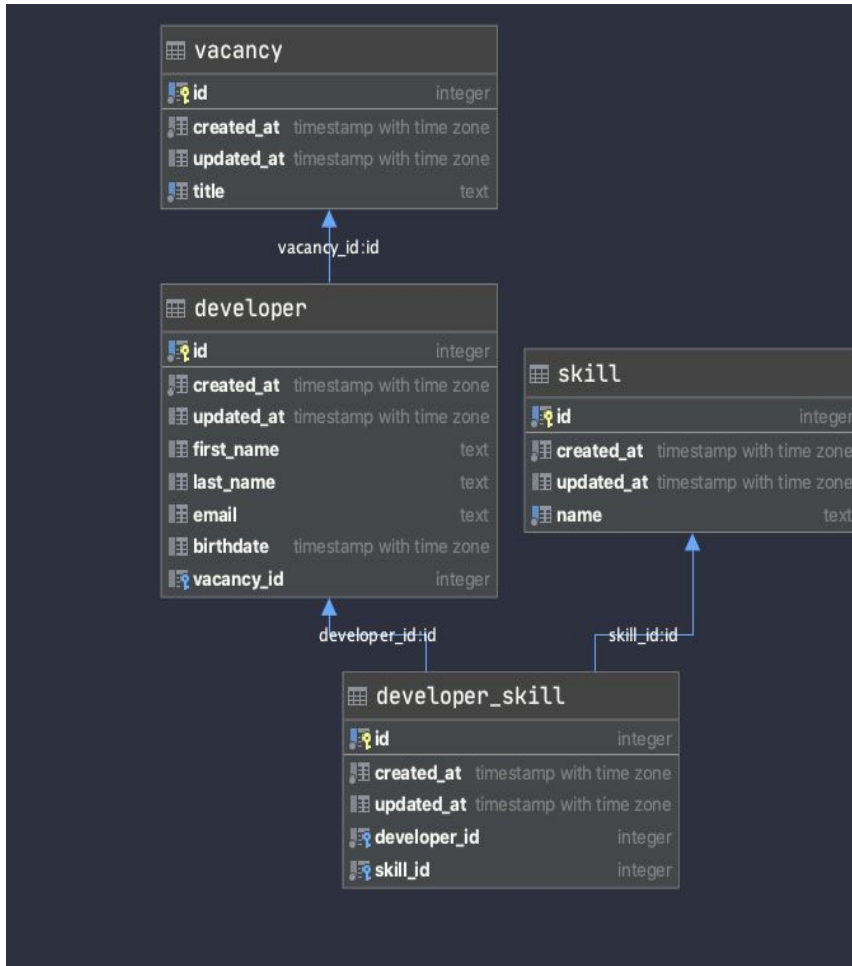 vacancy
id integer
created_at timestamp with time zone
updated_at timestamp with time zone
title text
vacancy_id:id
developer
id integer
created_at timestamp with time zone
updated_at timestamp with time zone
first_name text
last_name text
email text
birthdate timestamp with time zone
vacancy_id integer
skill
id integer
created_at timestamp with time zone
updated_at timestamp with time zone
name text
developer_id:id
skill_id:id
developer_skill
id integer
created_at timestamp with time zone
updated_at timestamp with time zone
developer_id integer
skill_id integer